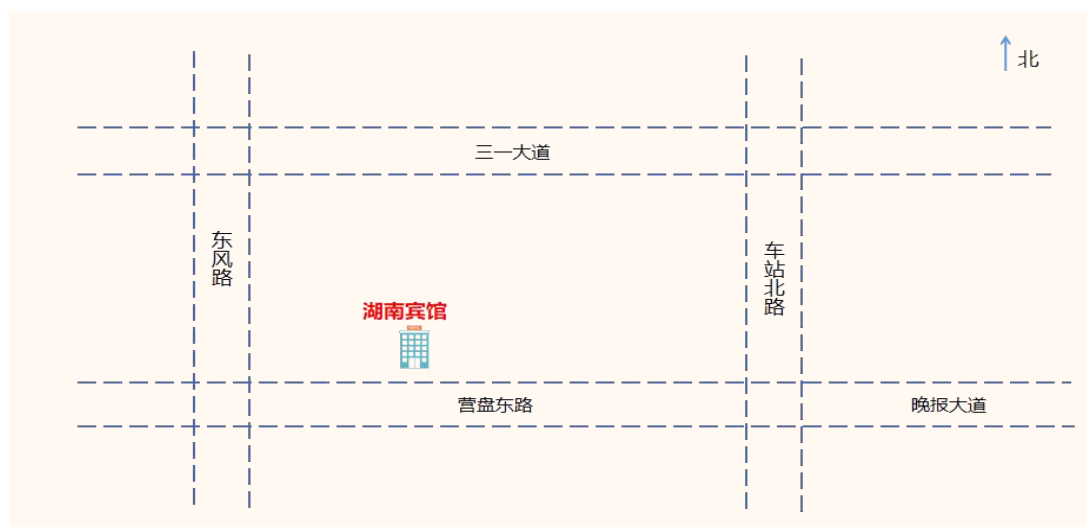 北
三一大道
东风路
车站北路
湖南宾馆
营盘东路
晚报大道